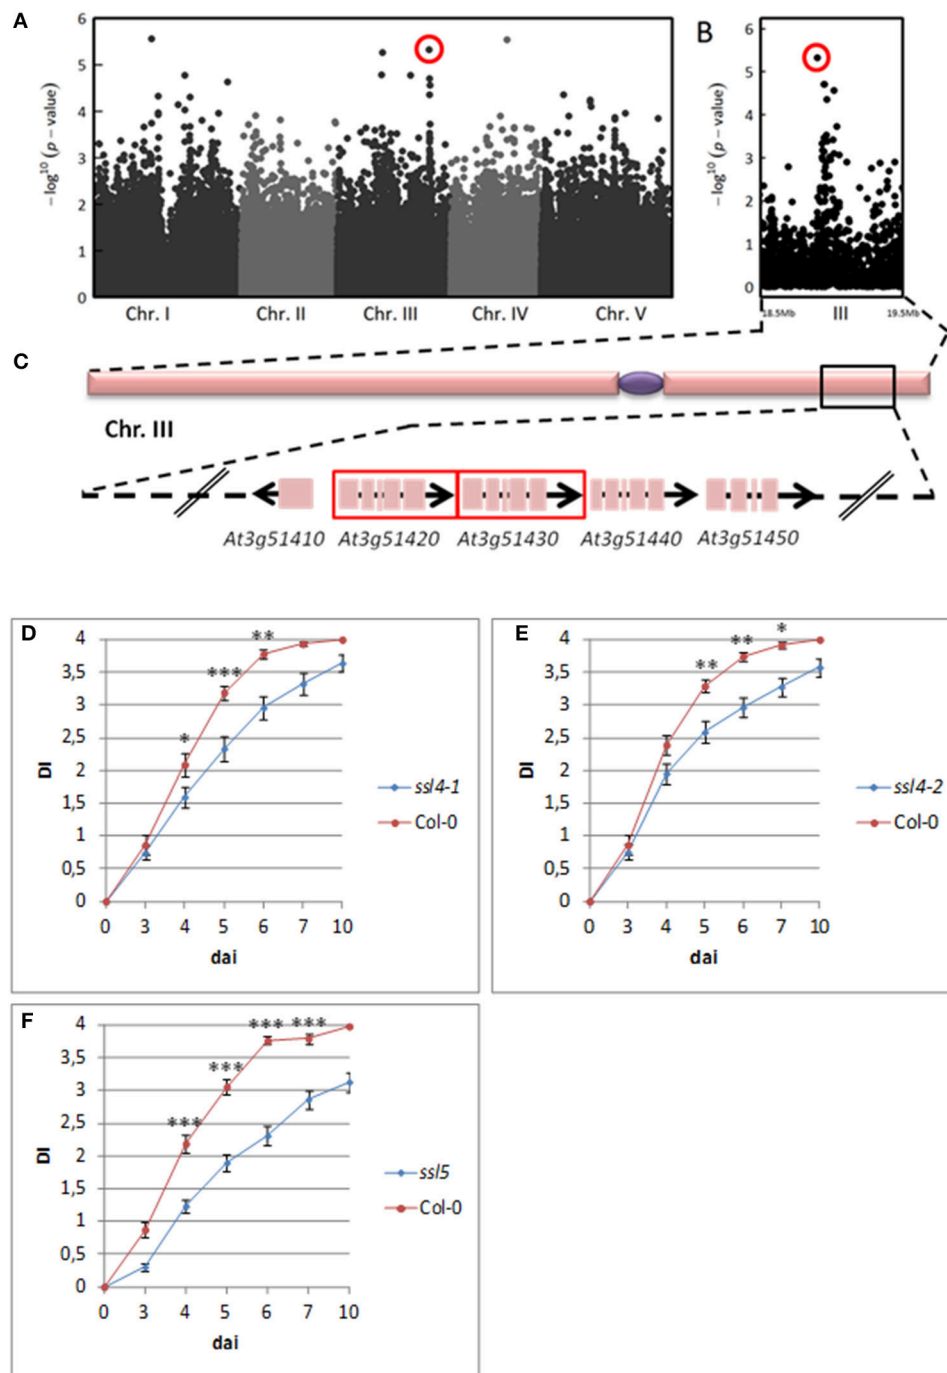 A
B
6
5
4
3
2
1
0
−log¹⁰ (p − value)
Chr. I
Chr. II
Chr. III
Chr. IV
Chr. V
6
5
4
3
2
1
0
−log¹⁰ (p − value)
18.5Mb
III
19.5Mb
C
Chr. III
At3g51410
At3g51420
At3g51430
At3g51440
At3g51450
D
4
3,5
3
2,5
2
1,5
1
0,5
0
DI
*
***
**
0 3 4 5 6 7 10
dai
ssl4-1
Col-0
E
4
3,5
3
2,5
2
1,5
1
0,5
0
DI
**
**
*
0 3 4 5 6 7 10
dai
ssl4-2
Col-0
F
4
3,5
3
2,5
2
1,5
1
0,5
0
DI
***
***
***
***
0 3 4 5 6 7 10
dai
ssl5
Col-0